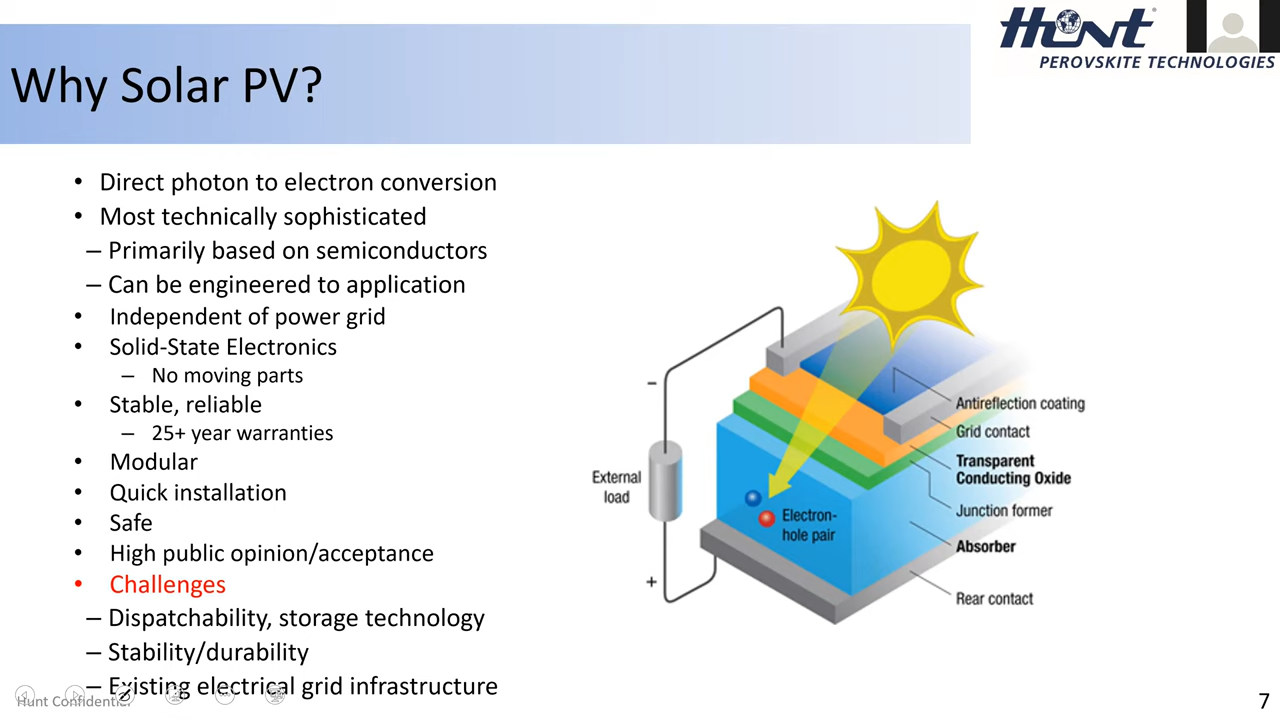 Hunt
PEROVSKITE TECHNOLOGIES
Why Solar PV?
• Direct photon to electron conversion
• Most technically sophisticated
– Primarily based on semiconductors
– Can be engineered to application
• Independent of power grid
• Solid-State Electronics
– No moving parts
• Stable, reliable
– 25+ year warranties
• Modular
• Quick installation
• Safe
• High public opinion/acceptance
• Challenges
– Dispatchability, storage technology
– Stability/durability
– Existing electrical grid infrastructure
–
External
load
+
Electron-
hole pair
Antireflection coating
Grid contact
Transparent
Conducting Oxide
Junction former
Absorber
Rear contact
Hunt Confidential
7